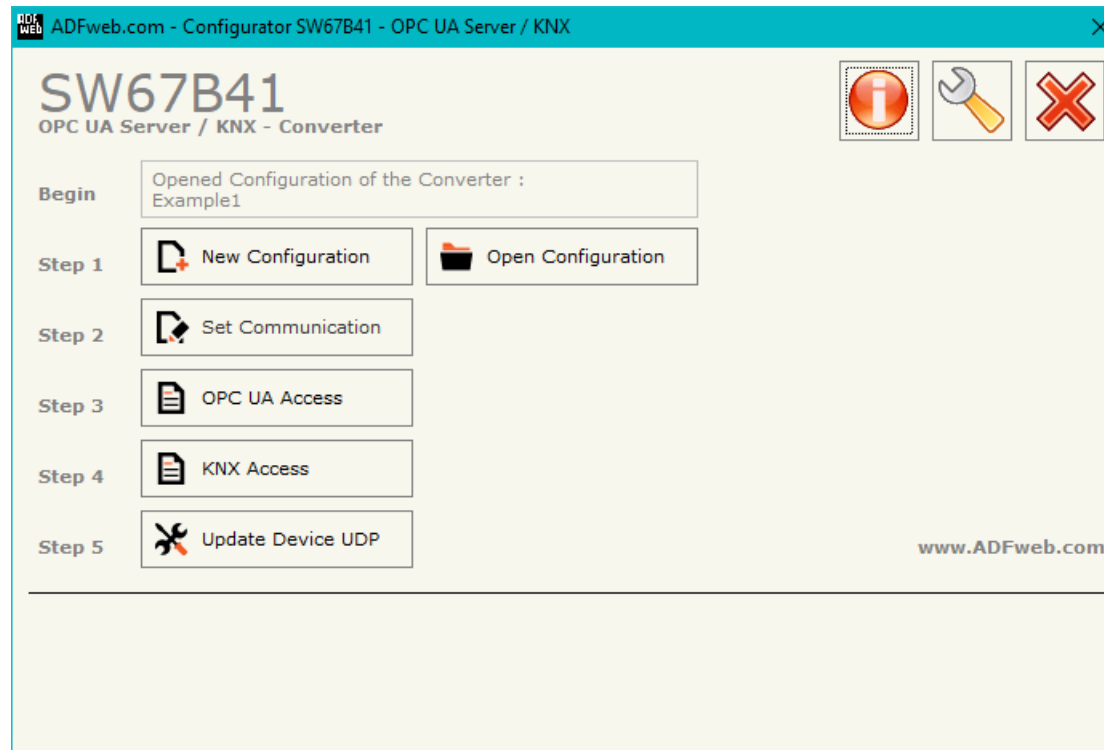 ADF WEB ADFweb.com - Configurator SW67B41 - OPC UA Server / KNX
SW67B41
OPC UA Server / KNX - Converter
Begin
Opened Configuration of the Converter :
Example1
Step 1 New Configuration Open Configuration
Step 2 Set Communication
Step 3 OPC UA Access
Step 4 KNX Access
Step 5 Update Device UDP
www.ADFweb.com